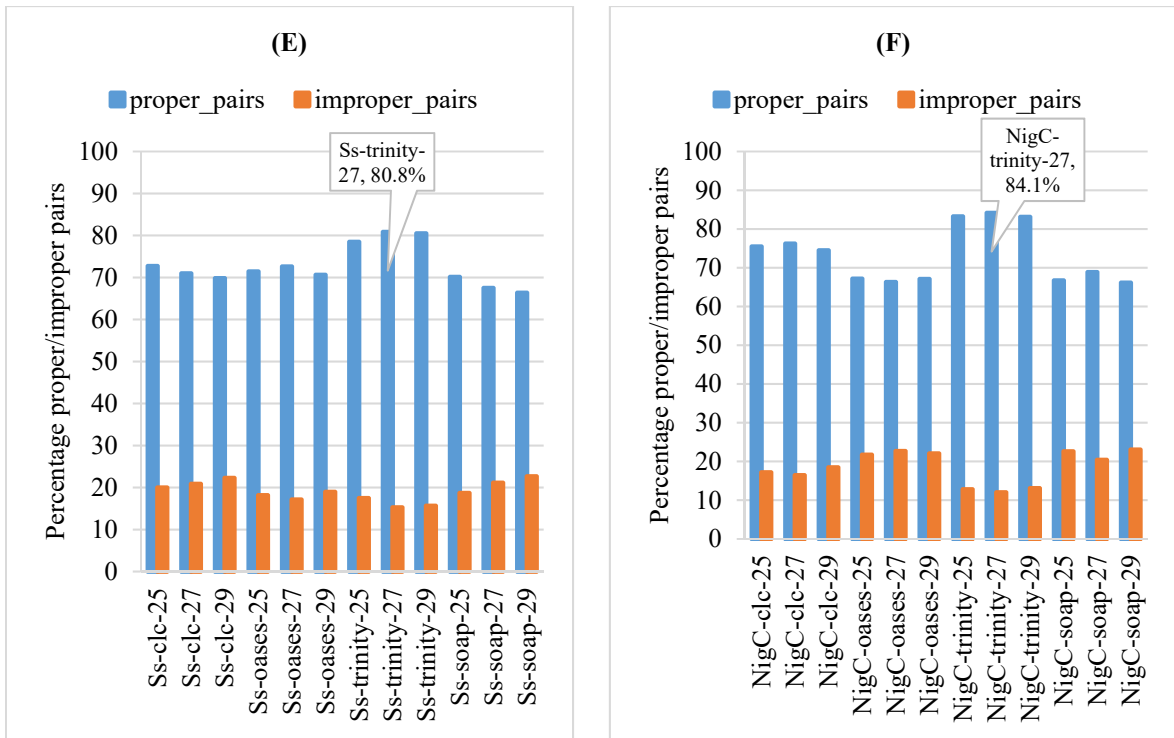 (E)
proper_pairs improper_pairs
Percentage proper/improper pairs
100
90
80
70
60
50
40
30
20
10
0
Ss-trinity-
27, 80.8%
Ss-clc-25
Ss-clc-27
Ss-clc-29
Ss-oases-25
Ss-oases-27
Ss-oases-29
Ss-trinity-25
Ss-trinity-27
Ss-trinity-29
Ss-soap-25
Ss-soap-27
Ss-soap-29
(F)
proper_pairs improper_pairs
Percentage proper/improper pairs
100
90
80
70
60
50
40
30
20
10
0
NigC-
trinity-27,
84.1%
NigC-clc-25
NigC-clc-27
NigC-clc-29
NigC-oases-25
NigC-oases-27
NigC-oases-29
NigC-trinity-25
NigC-trinity-27
NigC-trinity-29
NigC-soap-25
NigC-soap-27
NigC-soap-29